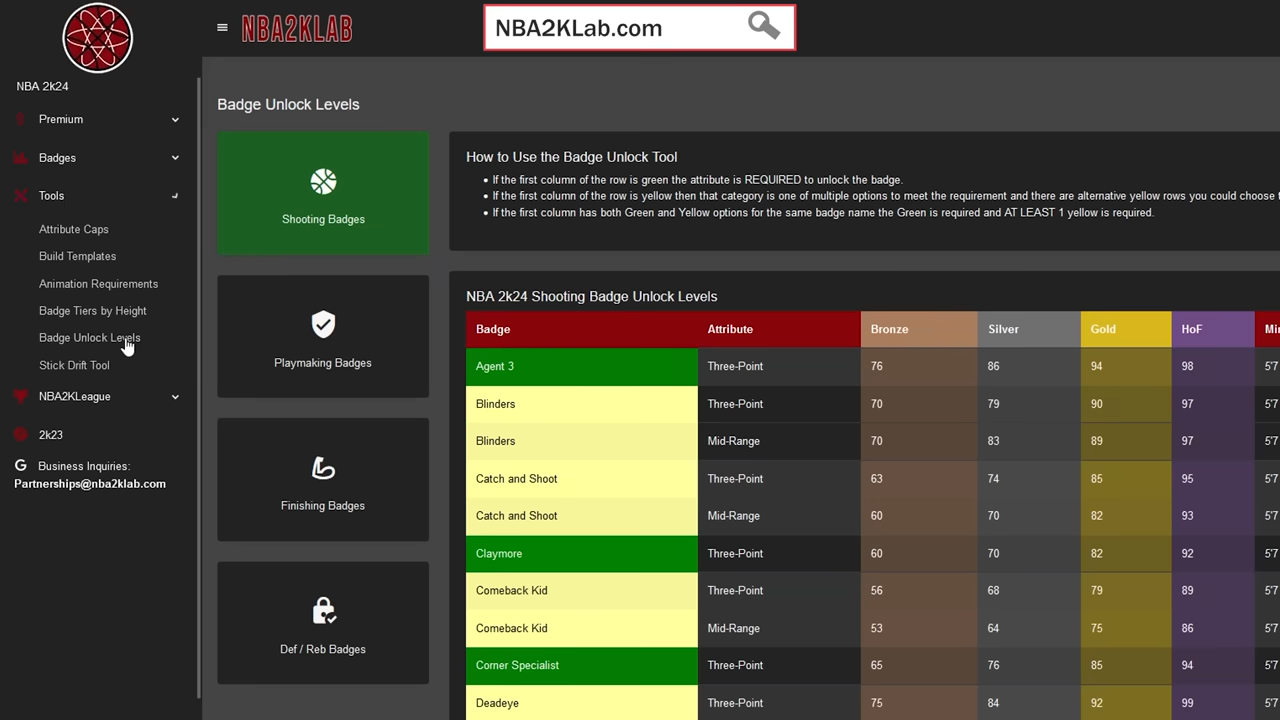 NBA 2k24
Premium
Badges
Tools
Attribute Caps
Build Templates
Animation Requirements
Badge Tiers by Height
Badge Unlock Levels
Stick Drift Tool
NBA2KLeague
2k23
Business Inquiries:
Partnerships@nba2klab.com
NBA2KLAB
NBA2KLab.com
Badge Unlock Levels
Shooting Badges
Playmaking Badges
Finishing Badges
Def / Reb Badges
How to Use the Badge Unlock Tool
If the first column of the row is green the attribute is REQUIRED to unlock the badge.
If the first column of the row is yellow then that category is one of multiple options to meet the requirement and there are alternative yellow rows you could choose t
If the first column has both Green and Yellow options for the same badge name the Green is required and AT LEAST 1 yellow is required.
NBA 2k24 Shooting Badge Unlock Levels
Badge Attribute Bronze Silver Gold HoF Min
Agent 3 Three-Point 76 86 94 98 5'7
Blinders Three-Point 70 79 90 97 5'7
Blinders Mid-Range 70 83 89 97 5'7
Catch and Shoot Three-Point 63 74 85 95 5'7
Catch and Shoot Mid-Range 60 70 82 93 5'7
Claymore Three-Point 60 70 82 92 5'7
Comeback Kid Three-Point 56 68 79 89 5'7
Comeback Kid Mid-Range 53 64 75 86 5'7
Corner Specialist Three-Point 65 76 85 94 5'7
Deadeye Three-Point 75 84 92 99 5'7